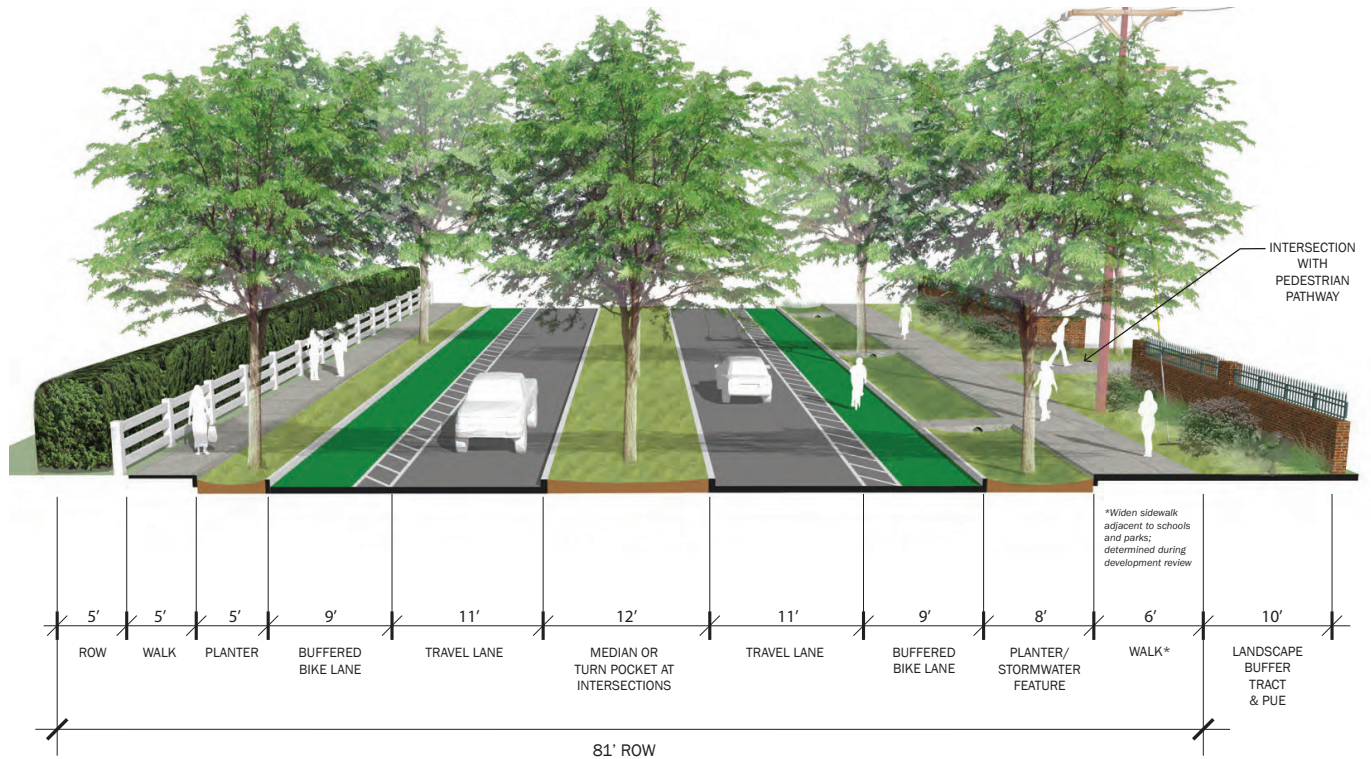 INTERSECTION
WITH
PEDESTRIAN
PATHWAY
*Widen sidewalk
adjacent to schools
and parks;
determined during
development review
5' 5' 5' 9' 11' 12' 11' 9' 8' 6' 10'
ROW
WALK
PLANTER
BUFFERED
BIKE LANE
TRAVEL LANE
MEDIAN OR
TURN POCKET AT
INTERSECTIONS
TRAVEL LANE
BUFFERED
BIKE LANE
PLANTER/
STORMWATER
FEATURE
WALK*
LANDSCAPE
BUFFER
TRACT
& PUE
81' ROW